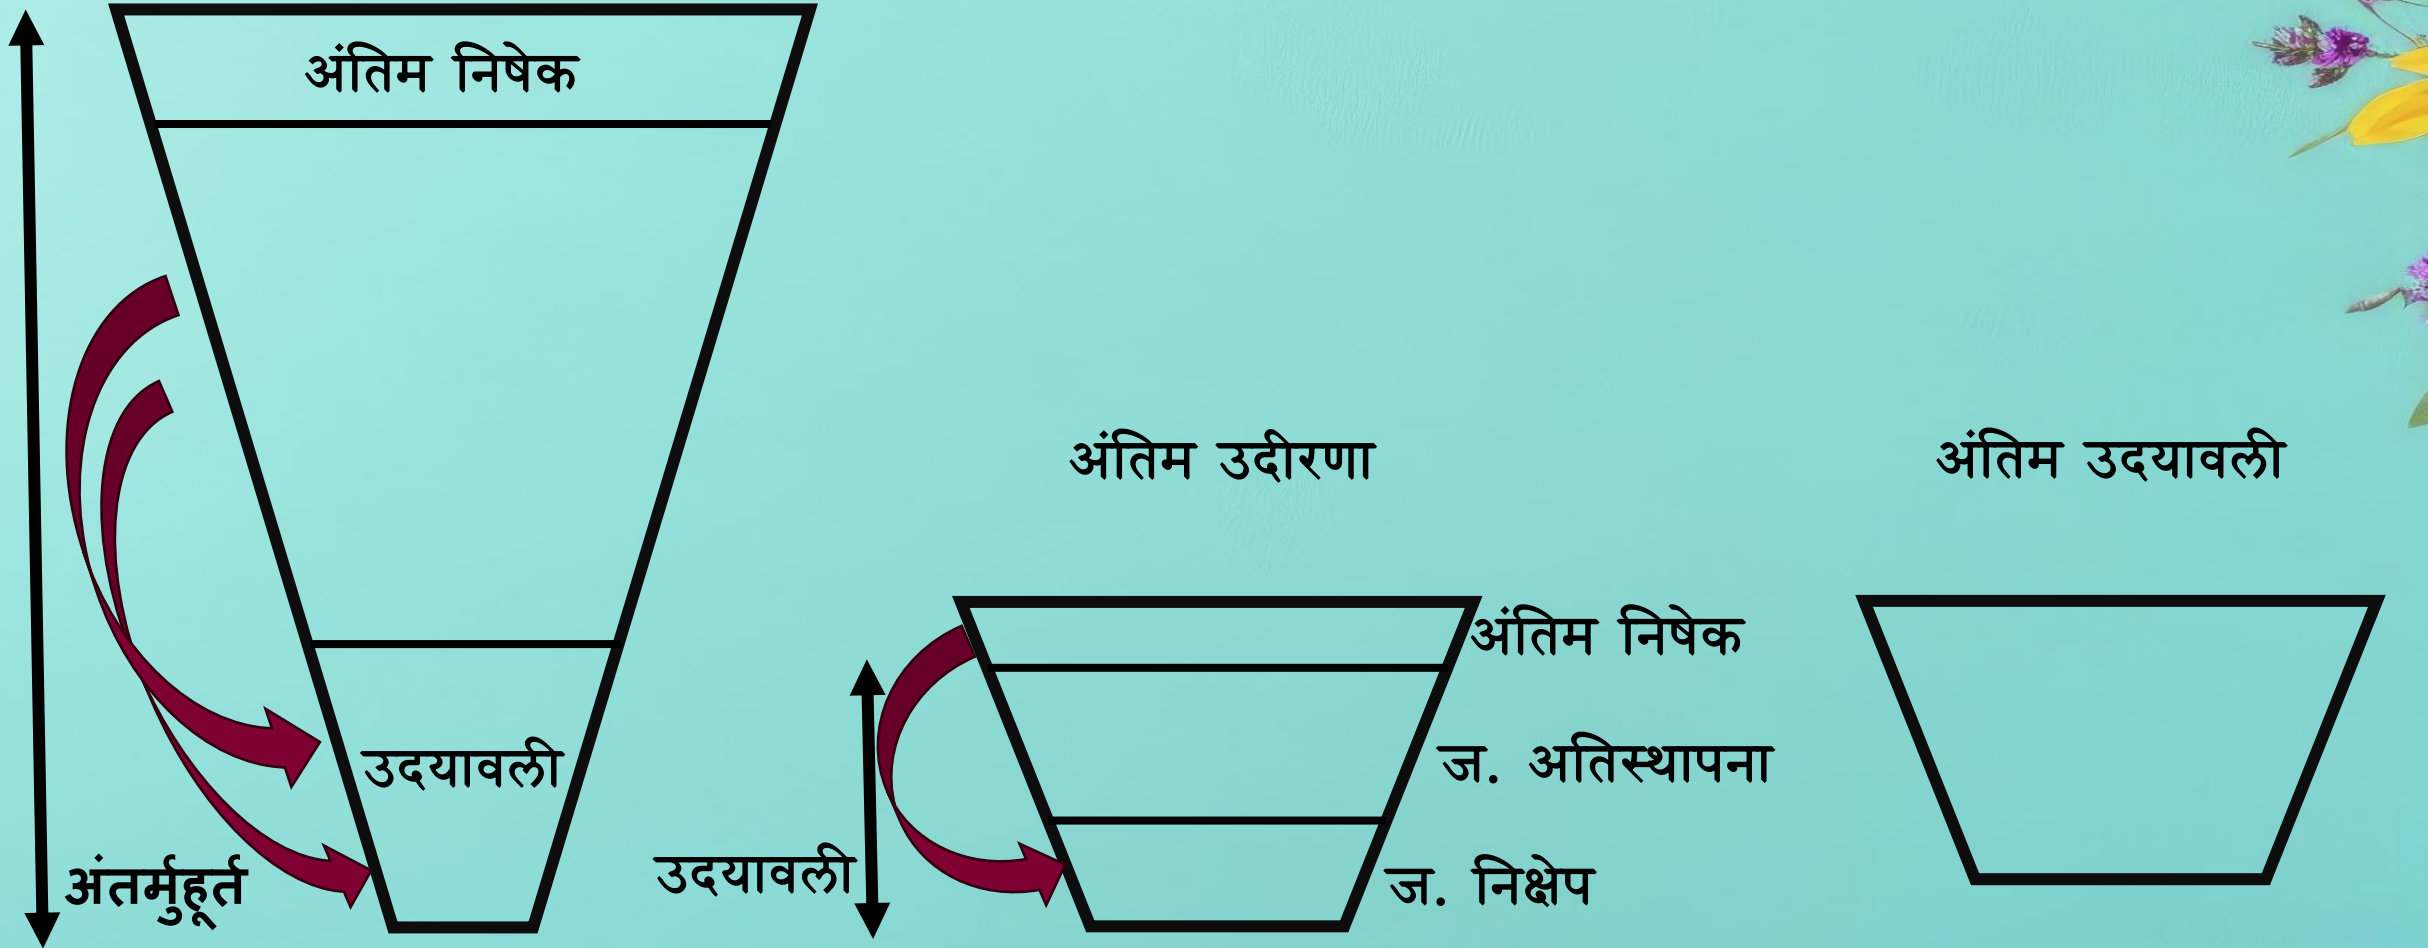 अंतिम निषेक
उदयावली
अंतर्मुहूर्त
अंतिम उदीरणा
अंतिम निषेक
ज. अतिस्थापना
ज. निक्षेप
उदयावली
अंतिम उदयावली